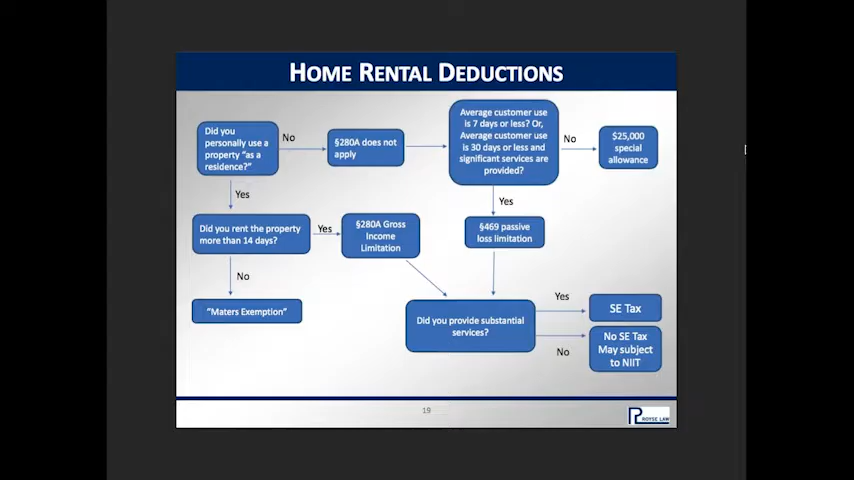 HOME RENTAL DEDUCTIONS
Did you
personally use a
property "as a
residence?"
No
§280A does not
apply
Average customer use
is 7 days or less? Or,
Average customer use
is 30 days or less and
significant services are
provided?
No
$25,000
special
allowance
Yes
Yes
Did you rent the property
more than 14 days?
Yes
§280A Gross
Income
Limitation
§469 passive
loss limitation
No
"Maters Exemption"
Did you provide substantial
services?
Yes
SE Tax
No
No SE Tax
May subject
to NIIT
19
ROYSE LAW